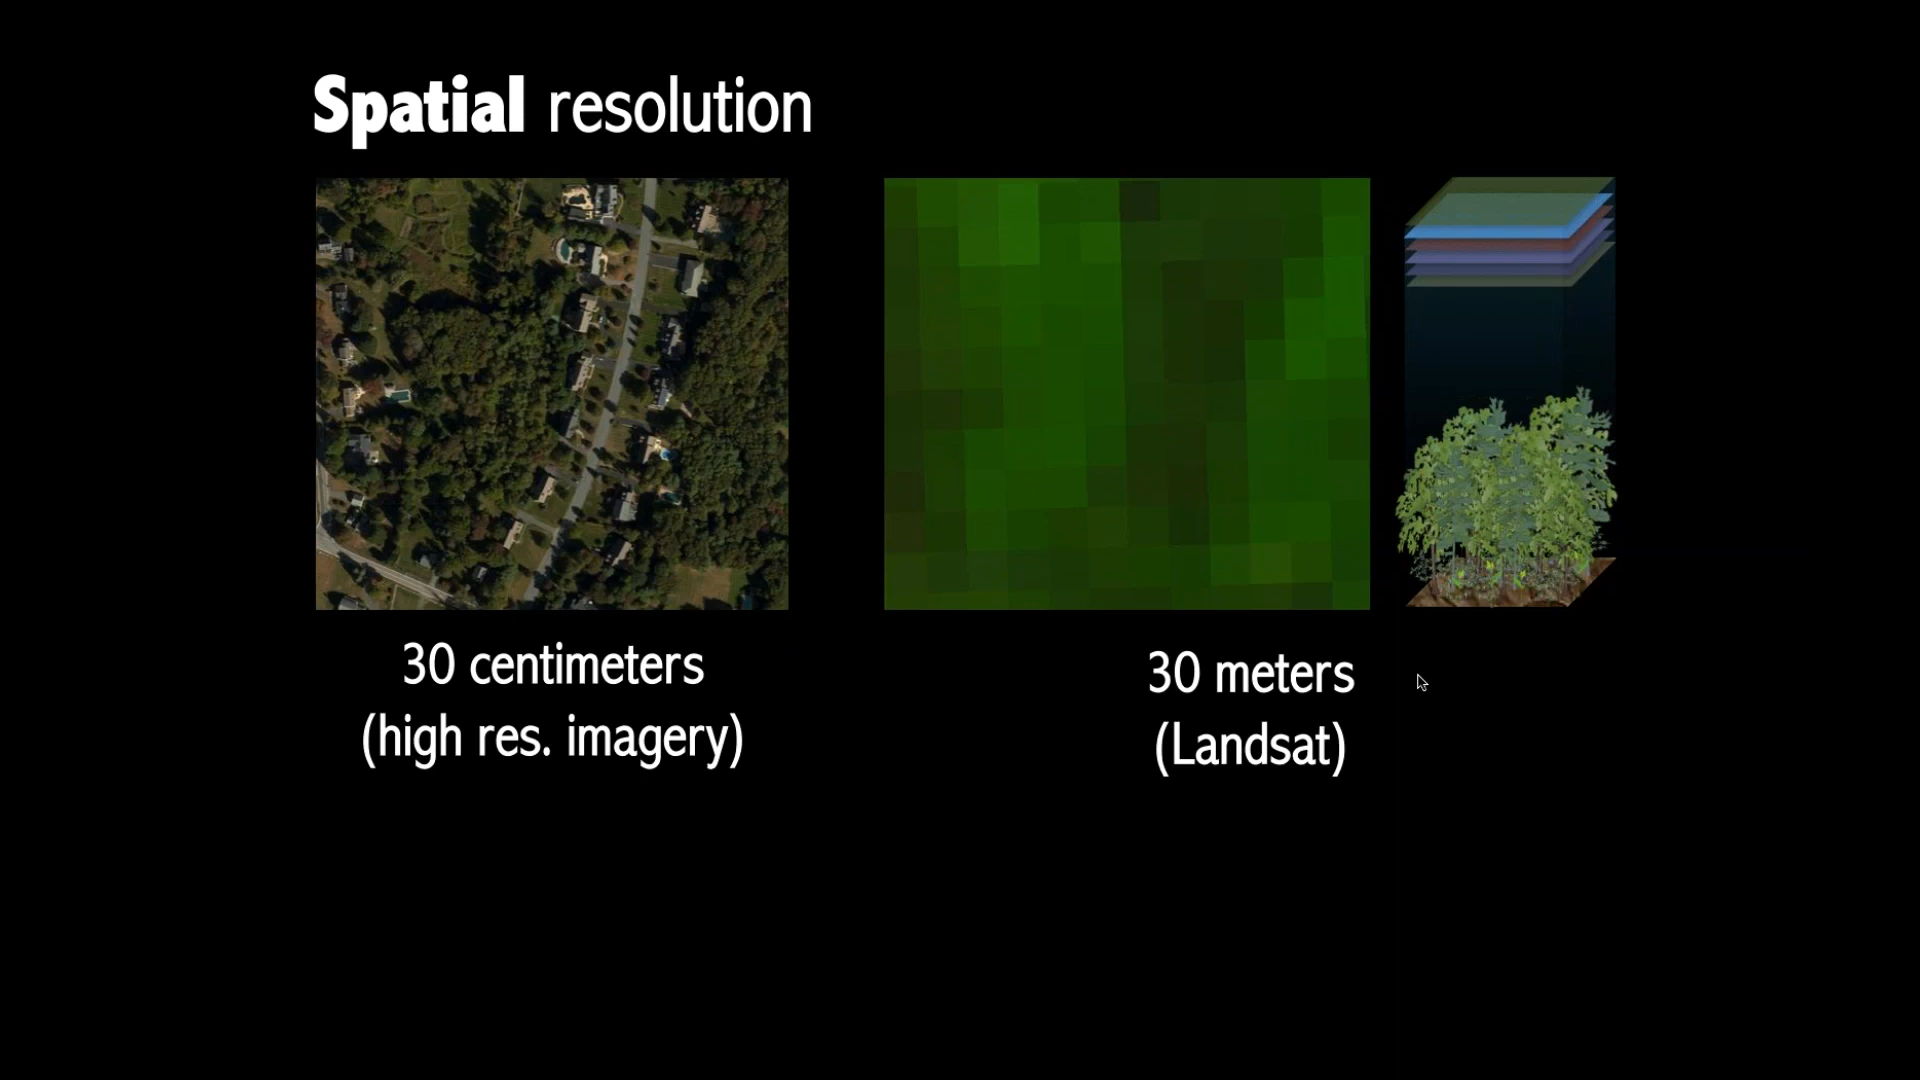 Spatial resolution
30 centimeters
(high res. imagery)
30 meters
(Landsat)